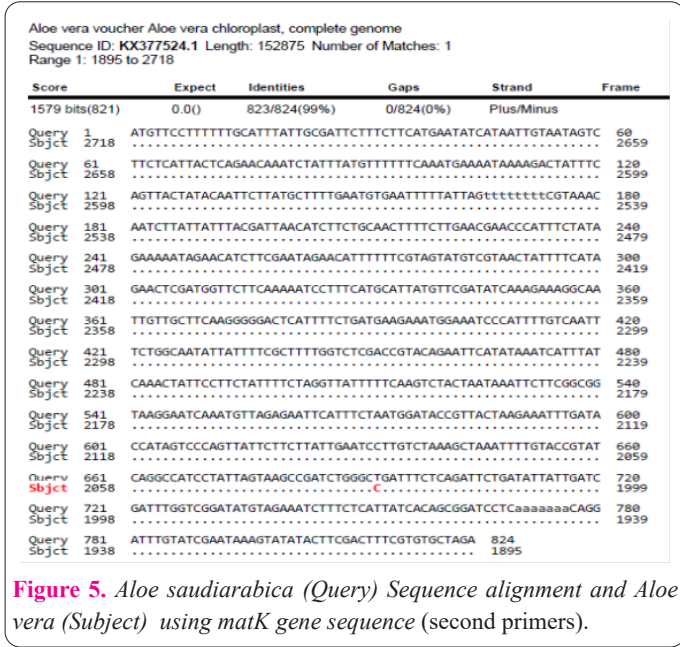 Aloe vera voucher Aloe vera chloroplast, complete genome
Sequence ID: KX377524.1 Length: 152875 Number of Matches: 1
Range 1: 1895 to 2718
Score Expect Identities Gaps Strand Frame
1579 bits(821) 0.0() 823/824(99%) 0/824(0%) Plus/Minus
Query 1 ATGTTCCTTTTTTGCATTTATTGCGATTCTTTCTTCATGAATATCATAATTGTAATAGTC 60
Sbjct 2718 ............................................................ 2659
Query 61 TTCTCATTACTCAGAACAAATCTATTTATGTTTTTTCAAATGAAAATAAAAGACTATTTC 120
Sbjct 2658 ............................................................ 2599
Query 121 AGTTACTATACAATTCTTATGCTTTTGAATGTGAATTTTTATTAGttttttttCGTAAAC 180
Sbjct 2598 ............................................................ 2539
Query 181 AATCTTATTATTTACGATTAACATCTTCTGCAACTTTTCTTGAACGAACCCATTTCTATA 240
Sbjct 2538 ............................................................ 2479
Query 241 GAAAAATAGAACATCTTCGAATAGAACATTTTTTCGTAGTATGTCGTAACTATTTTCATA 300
Sbjct 2478 ............................................................ 2419
Query 301 GAACTCGATGGTTCTTCAAAAATCCTTTCATGCATTATGTTCGATATCAAAGAAAGGCAA 360
Sbjct 2418 ............................................................ 2359
Query 361 TTGTTGCTTCAAGGGGGACTCATTTTCTGATGAAGAAATGGAAATCCCATTTTGTCAATT 420
Sbjct 2358 ............................................................ 2299
Query 421 TCTGGCAATATTATTTTCGCTTTTGGTCTCGACCGTACAGAATTCATATAAATCATTTAT 480
Sbjct 2298 ............................................................ 2239
Query 481 CAAACTATTCCTTCTATTTTCTAGGTTATTTTTCAAGTCTACTAATAAATTCTTCGGCGG 540
Sbjct 2238 ............................................................ 2179
Query 541 TAAGGAATCAAATGTTAGAGAATTCATTTCTAATGGATACCGTTACTAAGAAATTTGATA 600
Sbjct 2178 ............................................................ 2119
Query 601 CCATAGTCCCAGTTATTCTTCTTATTGAATCCTTGTCTAAAGCTAAATTTTGTACCGTAT 660
Sbjct 2118 ............................................................ 2059
Query 661 CAGGCCATCCTATTAGTAAGCCGATCTGGGCTGATTTCTCAGATTCTGATATTATTGATC 720
Sbjct 2058 ...............................C............................ 1999
Query 721 GATTTGGTCGGATATGTAGAAATCTTTCTCATTATCACAGCGGATCCTCaaaaaaaCAGG 780
Sbjct 1998 ............................................................ 1939
Query 781 ATTTGTATCGAATAAAGTATATACTTCGACTTTCGTGTGCTAGA 824
Sbjct 1938 ............................................ 1895
Figure 5. Aloe saudiarabica (Query) Sequence alignment and Aloe
vera (Subject) using matK gene sequence (second primers).